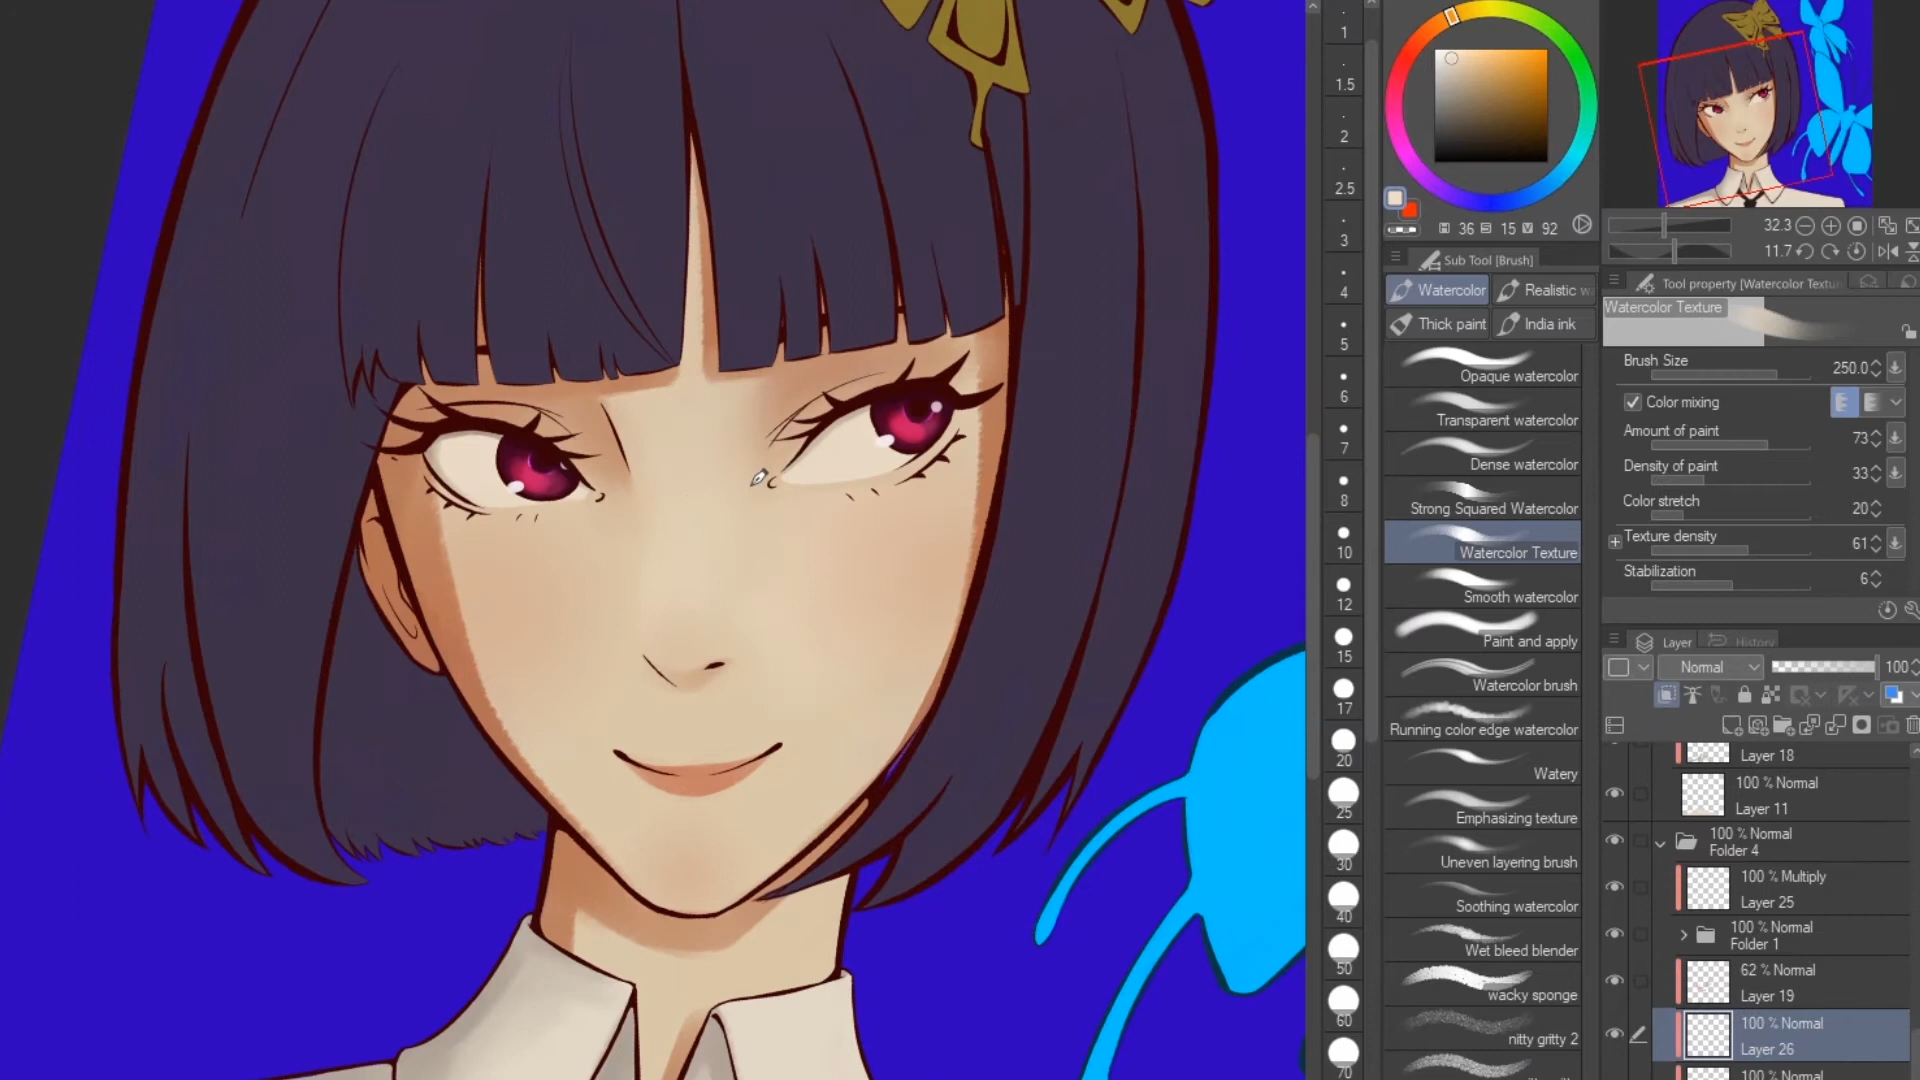 1
1.5
2
2.5
3
4
5
6
7
8
10
12
15
17
20
25
30
40
50
60
70
36 15 92
Sub Tool [Brush]
Watercolor
Realistic
Thick paint
India ink
Opaque watercolor
Transparent watercolor
Dense watercolor
Strong Squared Watercolor
Watercolor Texture
Smooth watercolor
Paint and apply
Watercolor brush
Running color edge watercolor
Watery
Emphasizing texture
Uneven layering brush
Soothing watercolor
Wet bleed blender
wacky sponge
nitty gritty 2
32.3
11.7
Tool property [Watercolor Textu
Watercolor Texture
Brush Size 250.0
Color mixing
Amount of paint 73
Density of paint 33
Color stretch 20
Texture density 61
Stabilization 6
Layer History
Normal 100
Layer 18
100 % Normal
Layer 11
100 % Normal
Folder 4
100 % Multiply
Layer 25
100 % Normal
Folder 1
62 % Normal
Layer 19
100 % Normal
Layer 26
100 % Normal